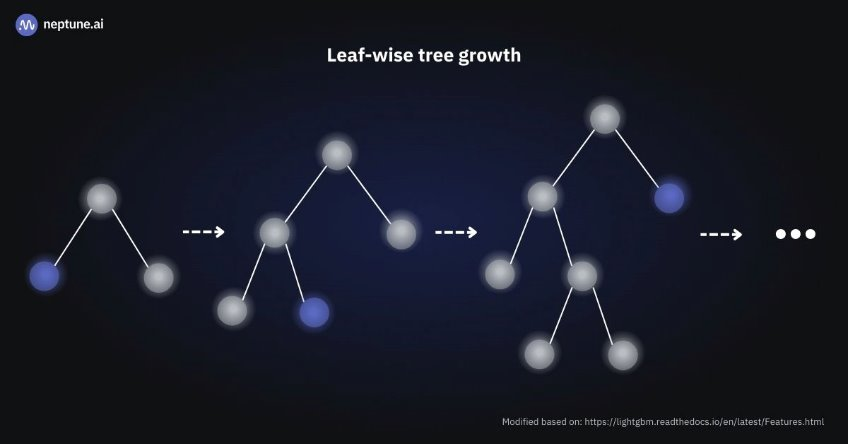 neptune.ai
Leaf-wise tree growth
Modified based on: https://lightgbm.readthedocs.io/en/latest/Features.html